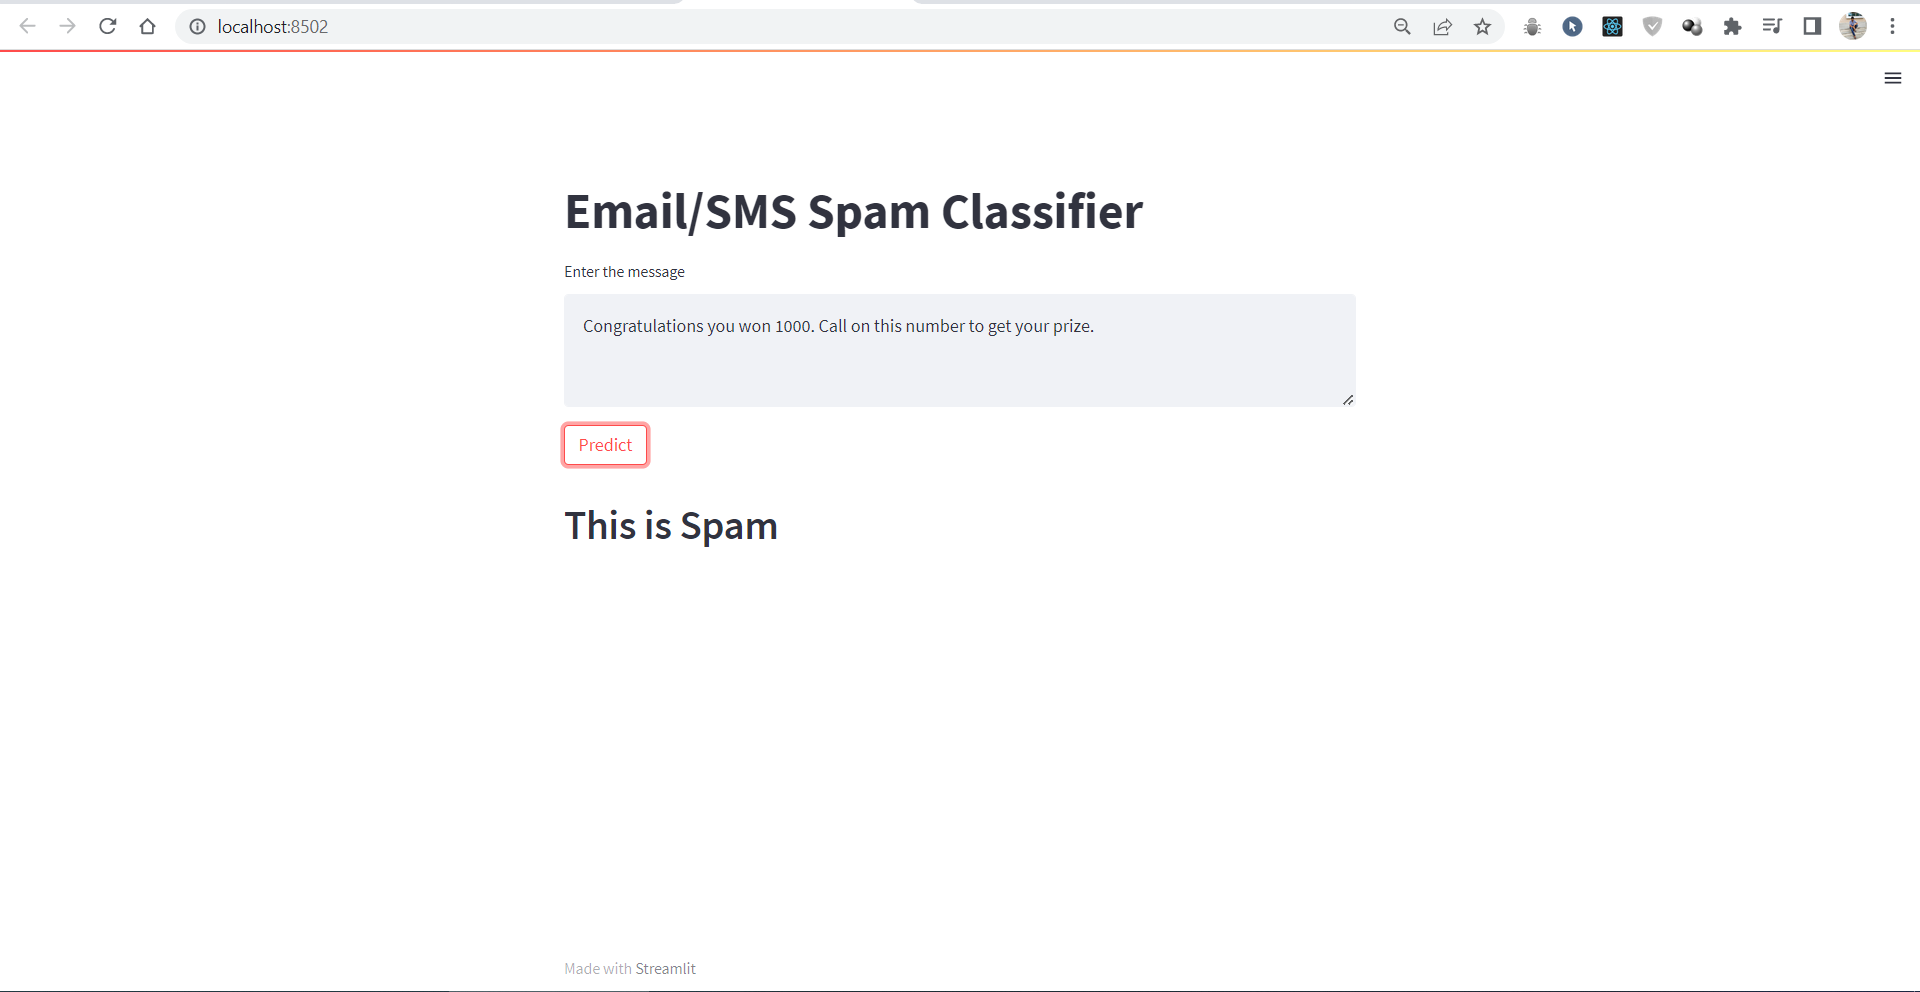 localhost:8502
Email/SMS Spam Classifier
Enter the message
Congratulations you won 1000. Call on this number to get your prize.
Predict
This is Spam
Made with Streamlit